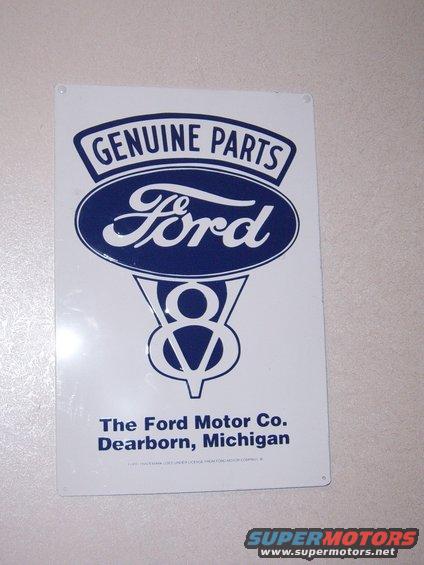 GENUINE PARTS
Ford
V8
The Ford Motor Co.
Dearborn, Michigan
SUPERMOTORS
www.supermotors.net